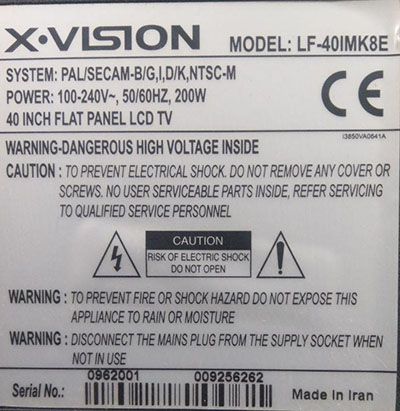 X·VISION MODEL: LF-40IMK8E
SYSTEM: PAL/SECAM-B/G,I,D/K,NTSC-M
POWER: 100-240V~, 50/60HZ, 200W
40 INCH FLAT PANEL LCD TV
CE
I3850VA0641A
WARNING-DANGEROUS HIGH VOLTAGE INSIDE
CAUTION : TO PREVENT ELECTRICAL SHOCK. DO NOT REMOVE ANY COVER OR
SCREWS. NO USER SERVICEABLE PARTS INSIDE, REFER SERVICING
TO QUALIFIED SERVICE PERSONNEL
CAUTION
RISK OF ELECTRIC SHOCK
DO NOT OPEN
WARNING : TO PREVENT FIRE OR SHOCK HAZARD DO NOT EXPOSE THIS
APPLIANCE TO RAIN OR MOISTURE
WARNING : DISCONNECT THE MAINS PLUG FROM THE SUPPLY SOCKET WHEN
NOT IN USE
0962001 009256262
Serial No.: Made In Iran